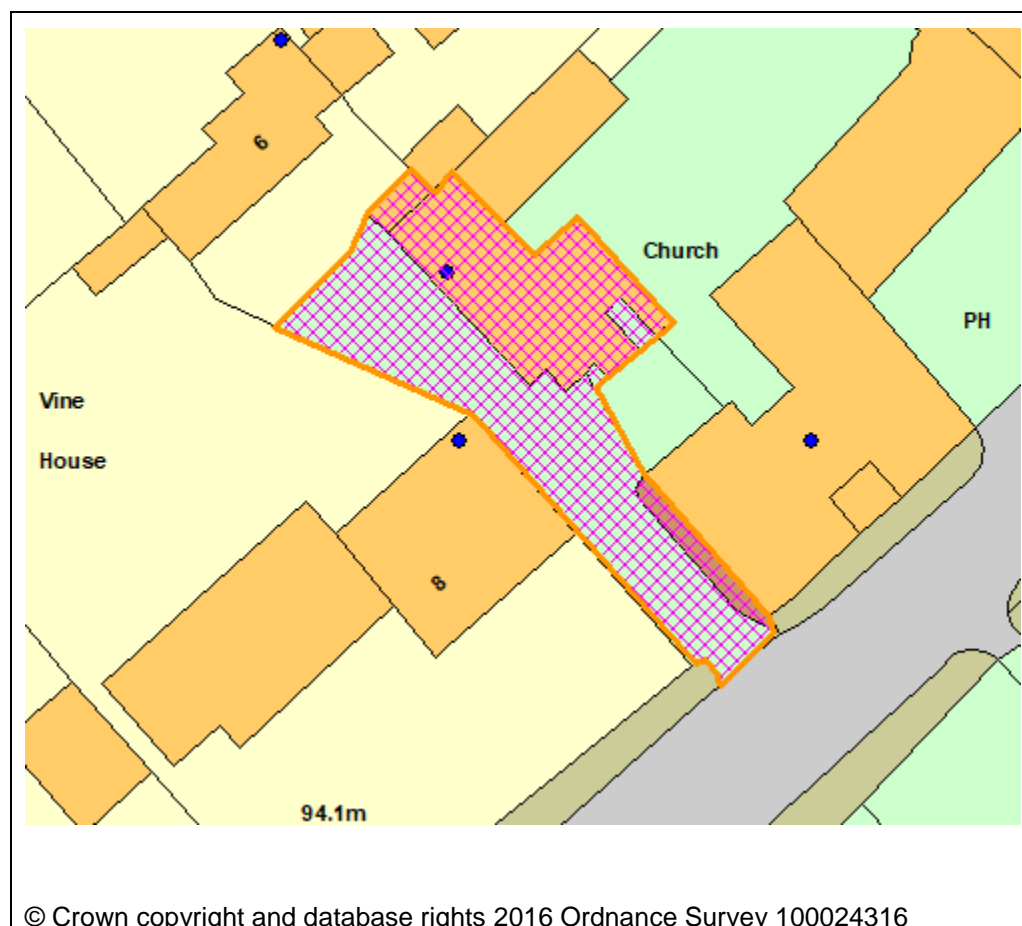 6
Church
PH
Vine
House
8
94.1m
© Crown copyright and database rights 2016 Ordnance Survey 100024316